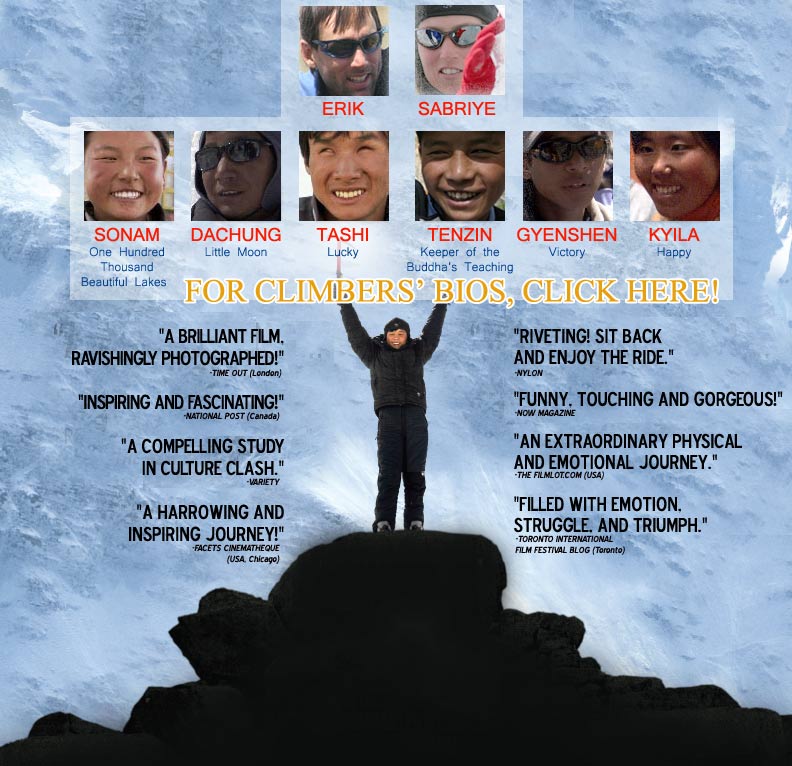 ERIK
SABRIYE
SONAM
DACHUNG
TASHI
TENZIN
GYENSHEN
KYILA
One Hundred
Thousand
Beautiful Lakes
Little Moon
Lucky
Keeper of the
Buddha's Teaching
Victory
Happy
FOR CLIMBERS' BIOS, CLICK HERE!
"A BRILLIANT FILM,
RAVISHINGLY PHOTOGRAPHED!"
-TIME OUT (London)
"INSPIRING AND FASCINATING!"
-NATIONAL POST (Canada)
"A COMPELLING STUDY
IN CULTURE CLASH."
-VARIETY
"A HARROWING AND
INSPIRING JOURNEY!"
-FACETS CINEMATHEQUE
(USA, Chicago)
"RIVETING! SIT BACK
AND ENJOY THE RIDE."
-NYLON
"FUNNY, TOUCHING AND GORGEOUS!"
-NOW MAGAZINE
"AN EXTRAORDINARY PHYSICAL
AND EMOTIONAL JOURNEY."
-THE FILMLOT.COM (USA)
"FILLED WITH EMOTION,
STRUGGLE, AND TRIUMPH."
-TORONTO INTERNATIONAL
FILM FESTIVAL BLOG (Toronto)